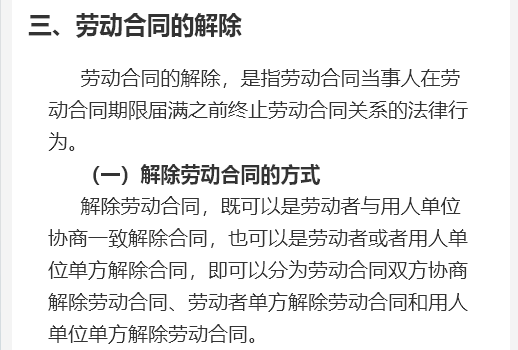 三、劳动合同的解除
劳动合同的解除，是指劳动合同当事人在劳
动合同期限届满之前终止劳动合同关系的法律行
为。
（一）解除劳动合同的方式
解除劳动合同，既可以是劳动者与用人单位
协商一致解除合同，也可以是劳动者或者用人单
位单方解除合同，即可以分为劳动合同双方协商
解除劳动合同、劳动者单方解除劳动合同和用人
单位单方解除劳动合同。